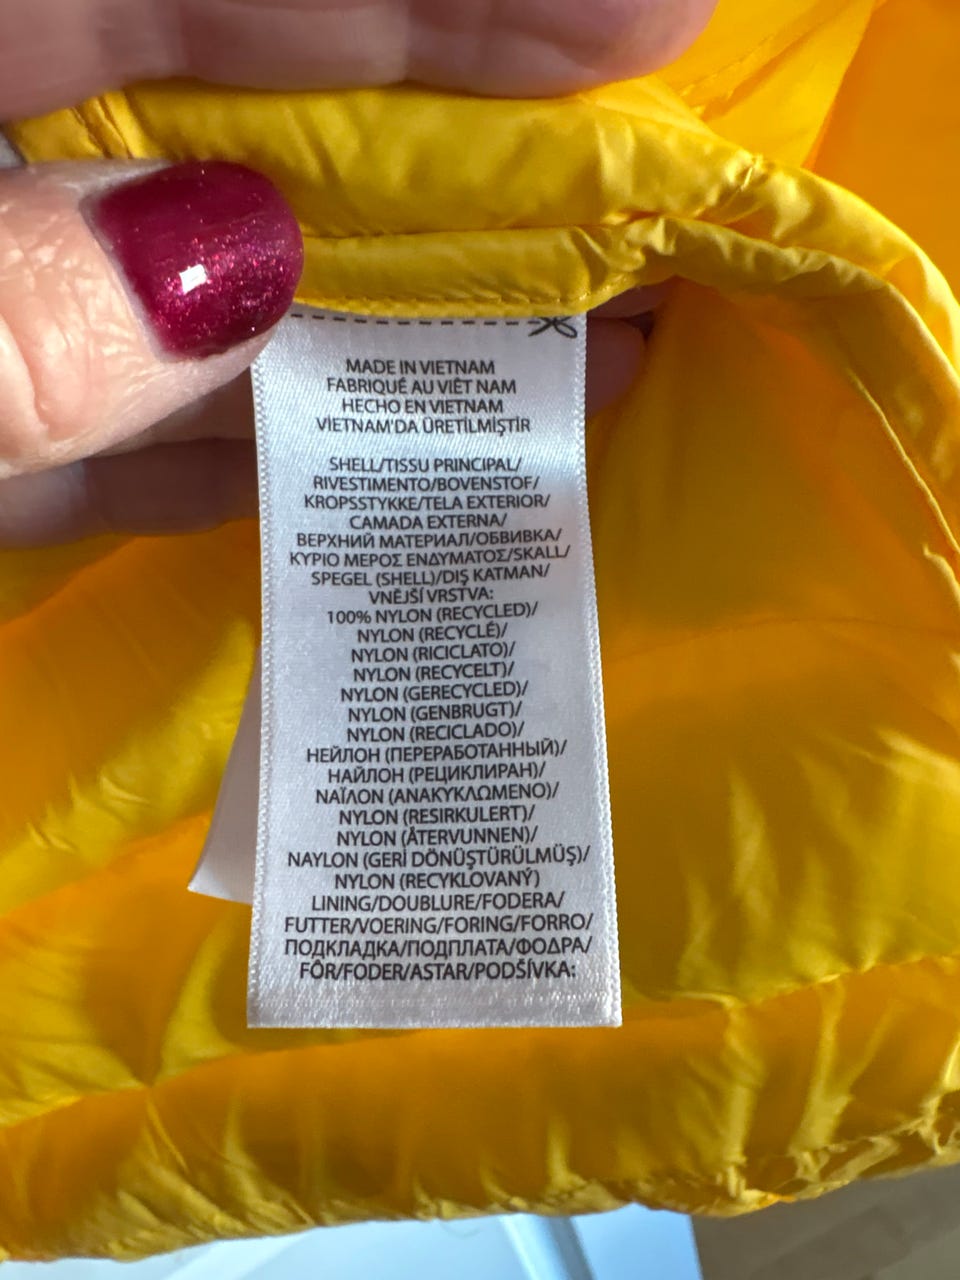 MADE IN VIETNAM
FABRIQUÉ AU VIÊT NAM
HECHO EN VIETNAM
VIETNAM'DA ÜRETİLMİŞTİR
SHELL/TISSU PRINCIPAL/
RIVESTIMENTO/BOVENSTOF/
KROPSSTYKKE/TELA EXTERIOR/
CAMADA EXTERNA/
ВЕРХНИЙ МАТЕРИАЛ/ОБВИВКА/
ΚΥΡΙΟ ΜΕΡΟΣ ΕΝΔΥΜΑΤΟΣ/SKALL/
SPEGEL (SHELL)/DIŞ KATMAN/
VNĚJŠÍ VRSTVA:
100% NYLON (RECYCLED)/
NYLON (RECYCLÉ)/
NYLON (RICICLATO)/
NYLON (RECYCELT)/
NYLON (GERECYCLED)/
NYLON (GENBRUGT)/
NYLON (RECICLADO)/
НЕЙЛОН (ПЕРЕРАБОТАННЫЙ)/
НАЙЛОН (РЕЦИКЛИРАН)/
ΝΑΪΛΟΝ (ΑΝΑΚΥΚΛΩΜΕΝΟ)/
NYLON (RESIRKULERT)/
NYLON (ÅTERVUNNEN)/
NAYLON (GERİ DÖNÜŞTÜRÜLMÜŞ)/
NYLON (RECYKLOVANÝ)
LINING/DOUBLURE/FODERA/
FUTTER/VOERING/FORING/FORRO/
ПОДКЛАДКА/ПОДПЛАТА/ΦΟΔΡΑ/
FÔR/FODER/ASTAR/PODŠÍVKA: